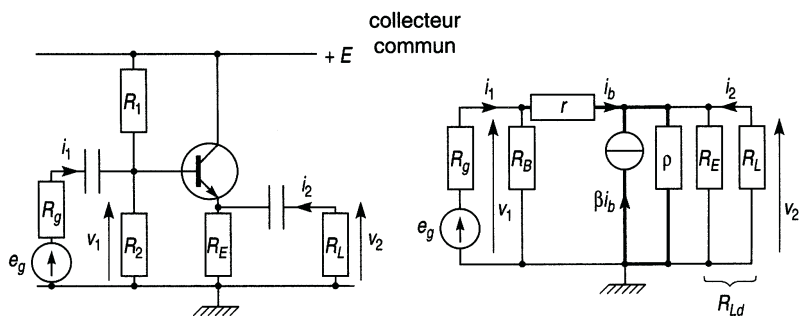 collecteur
commun
+ E
R1
i1
Rg
eg
v1
R2
RE
i2
RL
v2
i1
r
ib
i2
Rg
eg
v1
RB
βib
ρ
RE
RL
v2
RLd